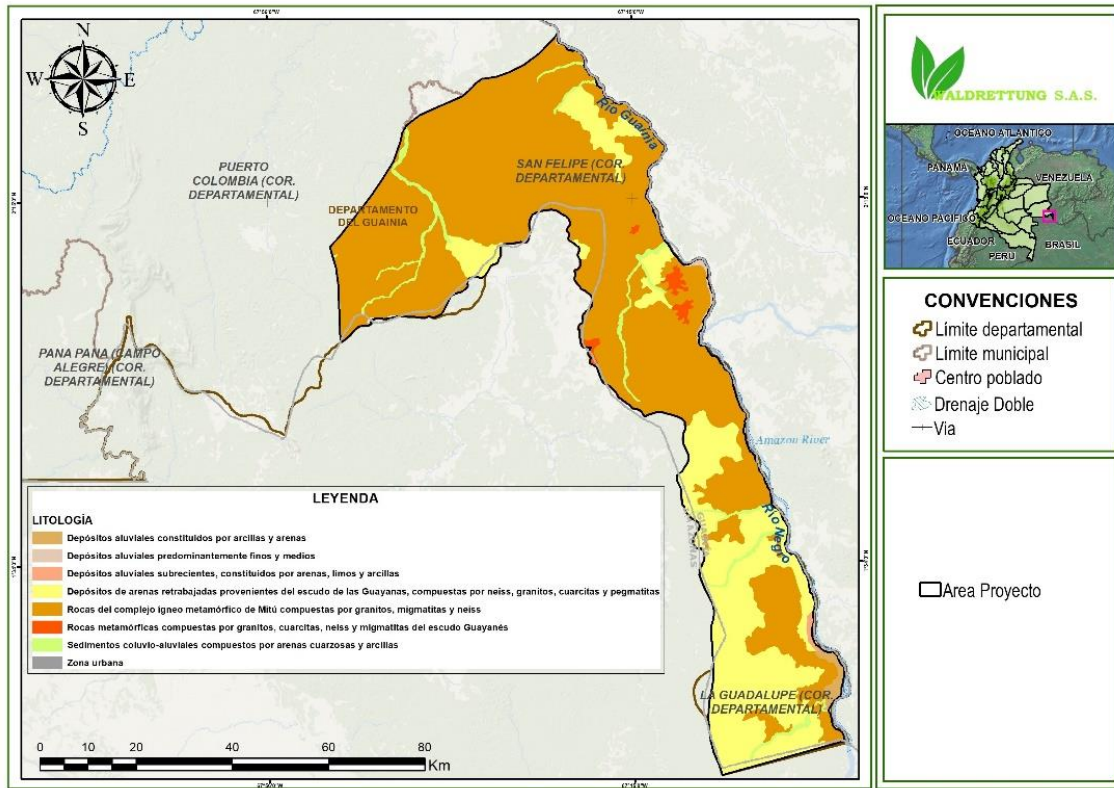 N
W
E
S
PUERTO
COLOMBIA (COR.
DEPARTAMENTAL)
DEPARTAMENTO
DEL GUAINIA
SAN FELIPE (COR.
DEPARTAMENTAL)
Río Guainía
PANA PANA (CAMPO
ALEGRE) (COR.
DEPARTAMENTAL)
Amazon River
Río Negro
LA GUADALUPE (COR.
DEPARTAMENTAL)
LEYENDA
LITOLOGÍA
Depósitos aluviales constituidos por arcillas y arenas
Depósitos aluviales predominantemente finos y medios
Depósitos aluviales subrecientes, constituidos por arenas, limos y arcillas
Depósitos de arenas retrabajadas provenientes del escudo de las Guayanas, compuestas por neiss, granitos, cuarcitas y pegmatitas
Rocas del complejo ígneo metamórfico de Mitú compuestas por granitos, migmatitas y neiss
Rocas metamórficas compuestas por granitos, cuarcitas, neiss y migmatitas del escudo Guayanés
Sedimentos coluvio-aluviales compuestos por arenas cuarzosas y arcillas
Zona urbana
0 5 10 20 40 60 80
Km
WALDRETTUNG S.A.S.
OCEANO ATLÁNTICO
PANAMA
VENEZUELA
OCEANO PACIFICO
ECUADOR
BRASIL
PERU
CONVENCIONES
Límite departamental
Límite municipal
Centro poblado
Drenaje Doble
Via
Area Proyecto